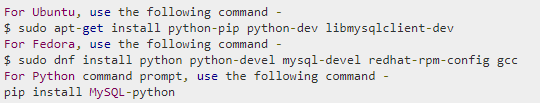 For Ubuntu, use the following command -
$ sudo apt-get install python-pip python-dev libmysqlclient-dev
For Fedora, use the following command -
$ sudo dnf install python python-devel mysql-devel redhat-rpm-config gcc
For Python command prompt, use the following command -
pip install MySQL-python